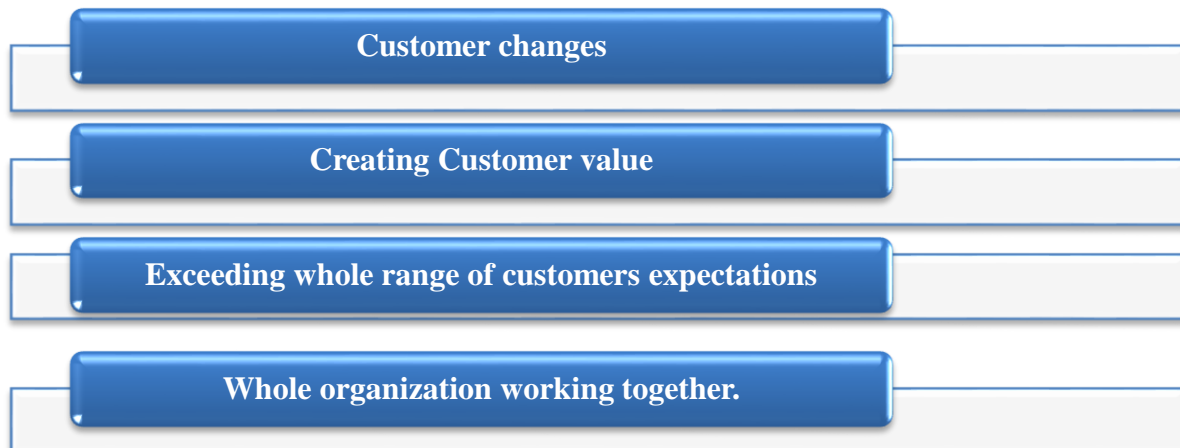 Customer changes
Creating Customer value
Exceeding whole range of customers expectations
Whole organization working together.